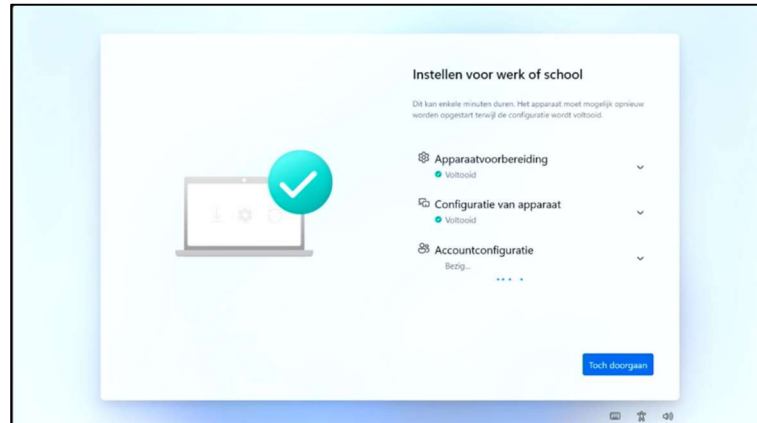 Instellen voor werk of school
Dit kan enkele minuten duren. Het apparaat moet mogelijk opnieuw
worden opgestart terwijl de configuratie wordt voltooid.
Apparaatvoorbereiding
Voltooid
Configuratie van apparaat
Voltooid
Accountconfiguratie
Bezig...
Toch doorgaan